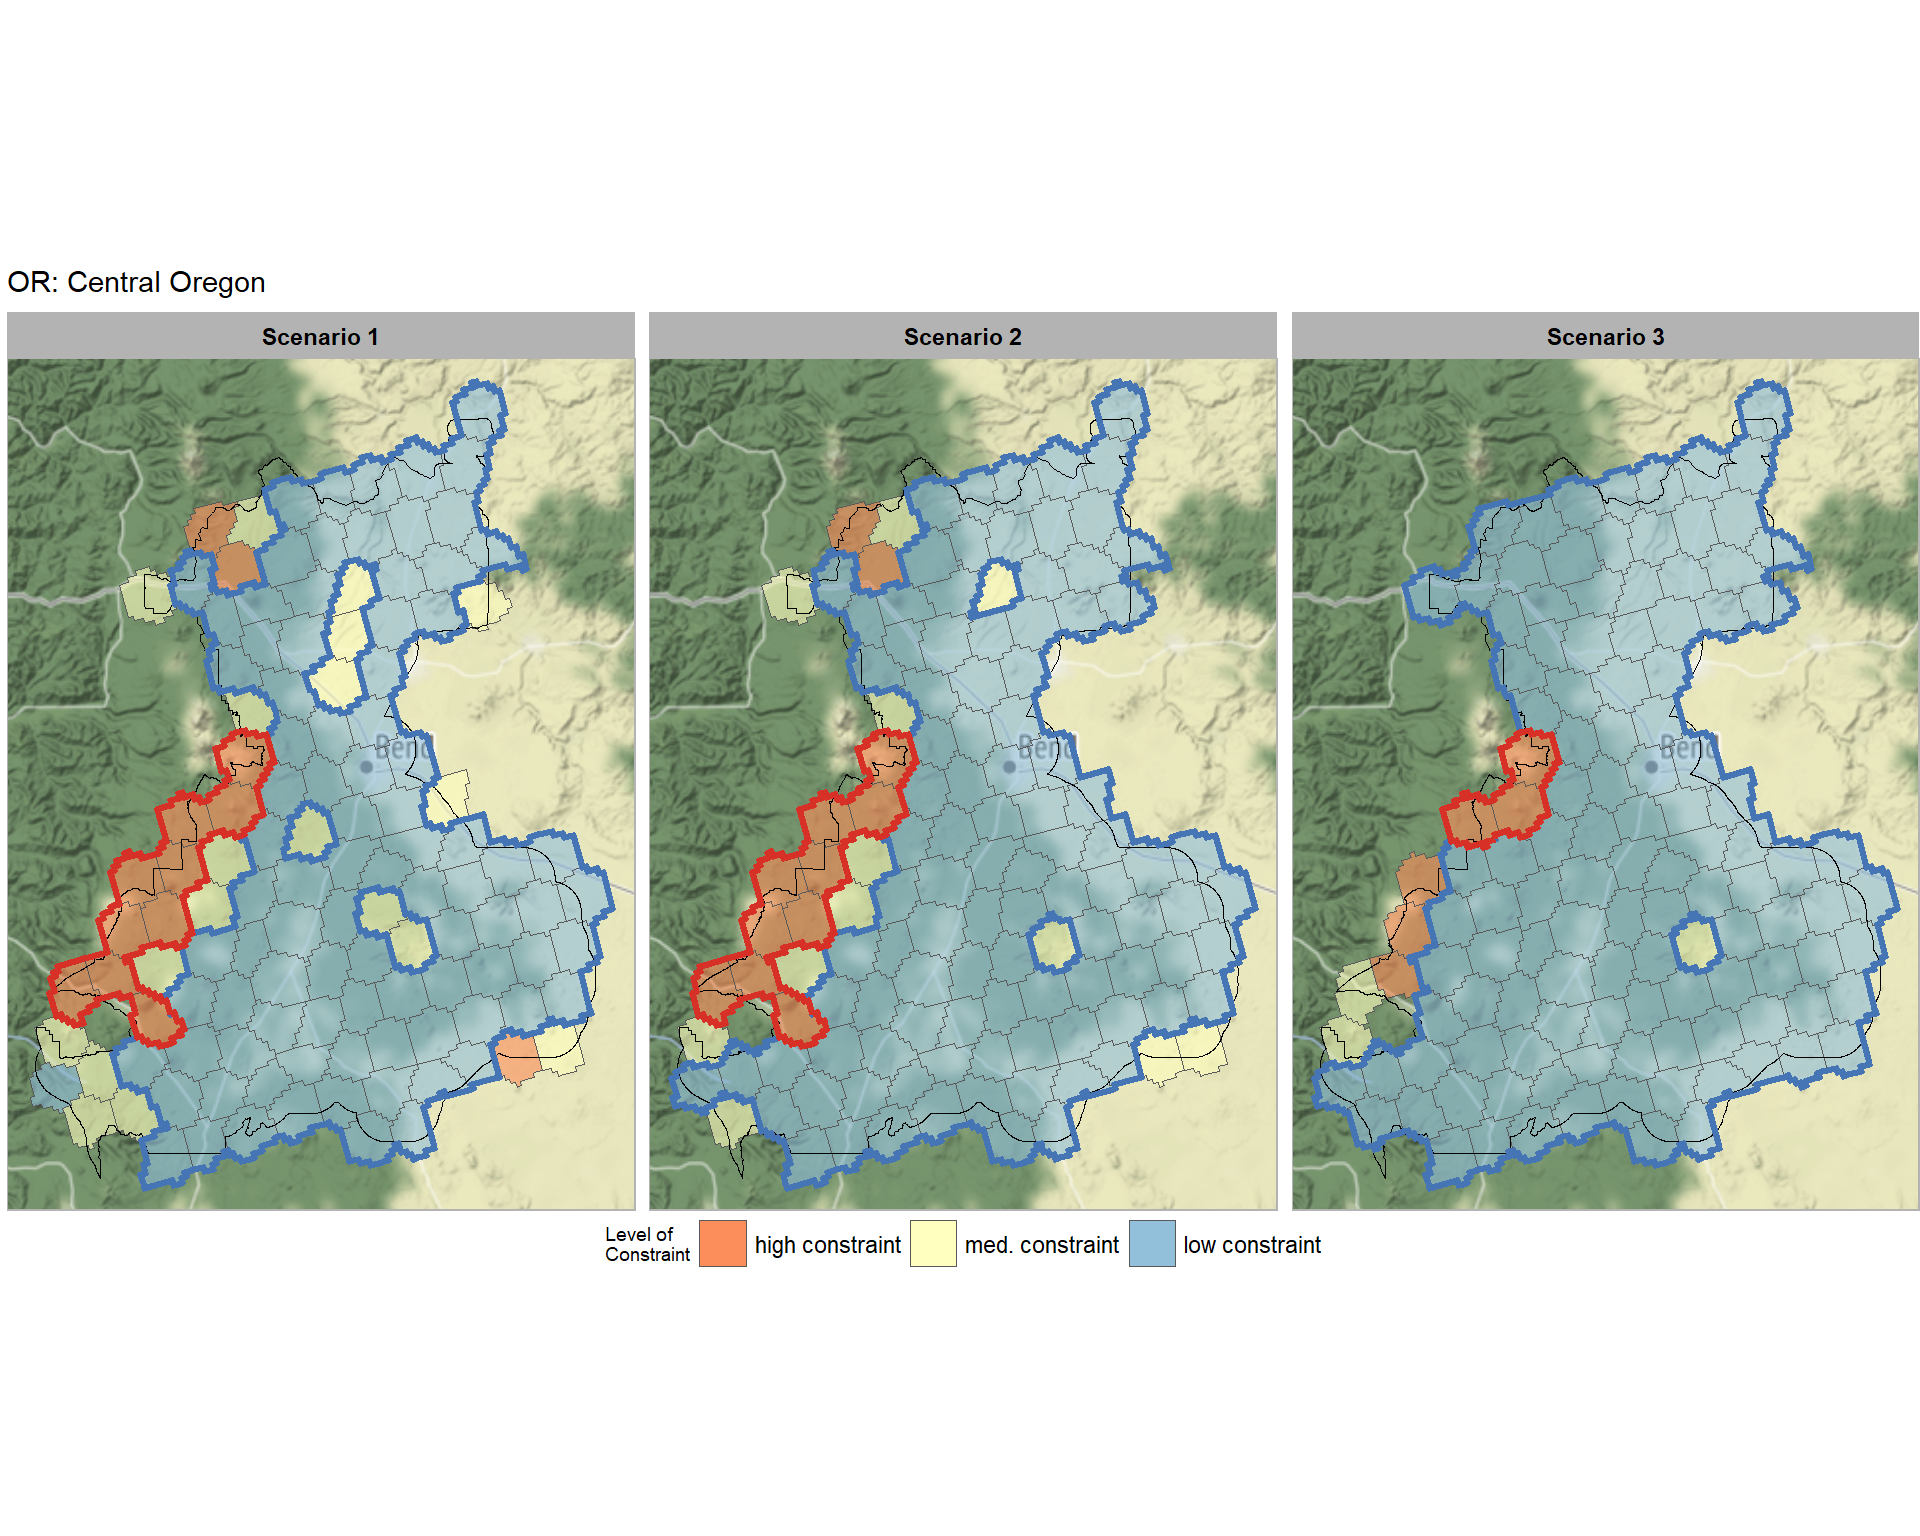 OR: Central Oregon
Scenario 1
Scenario 2
Scenario 3
Bend
Bend
Bend
Level of
Constraint
high constraint
med. constraint
low constraint